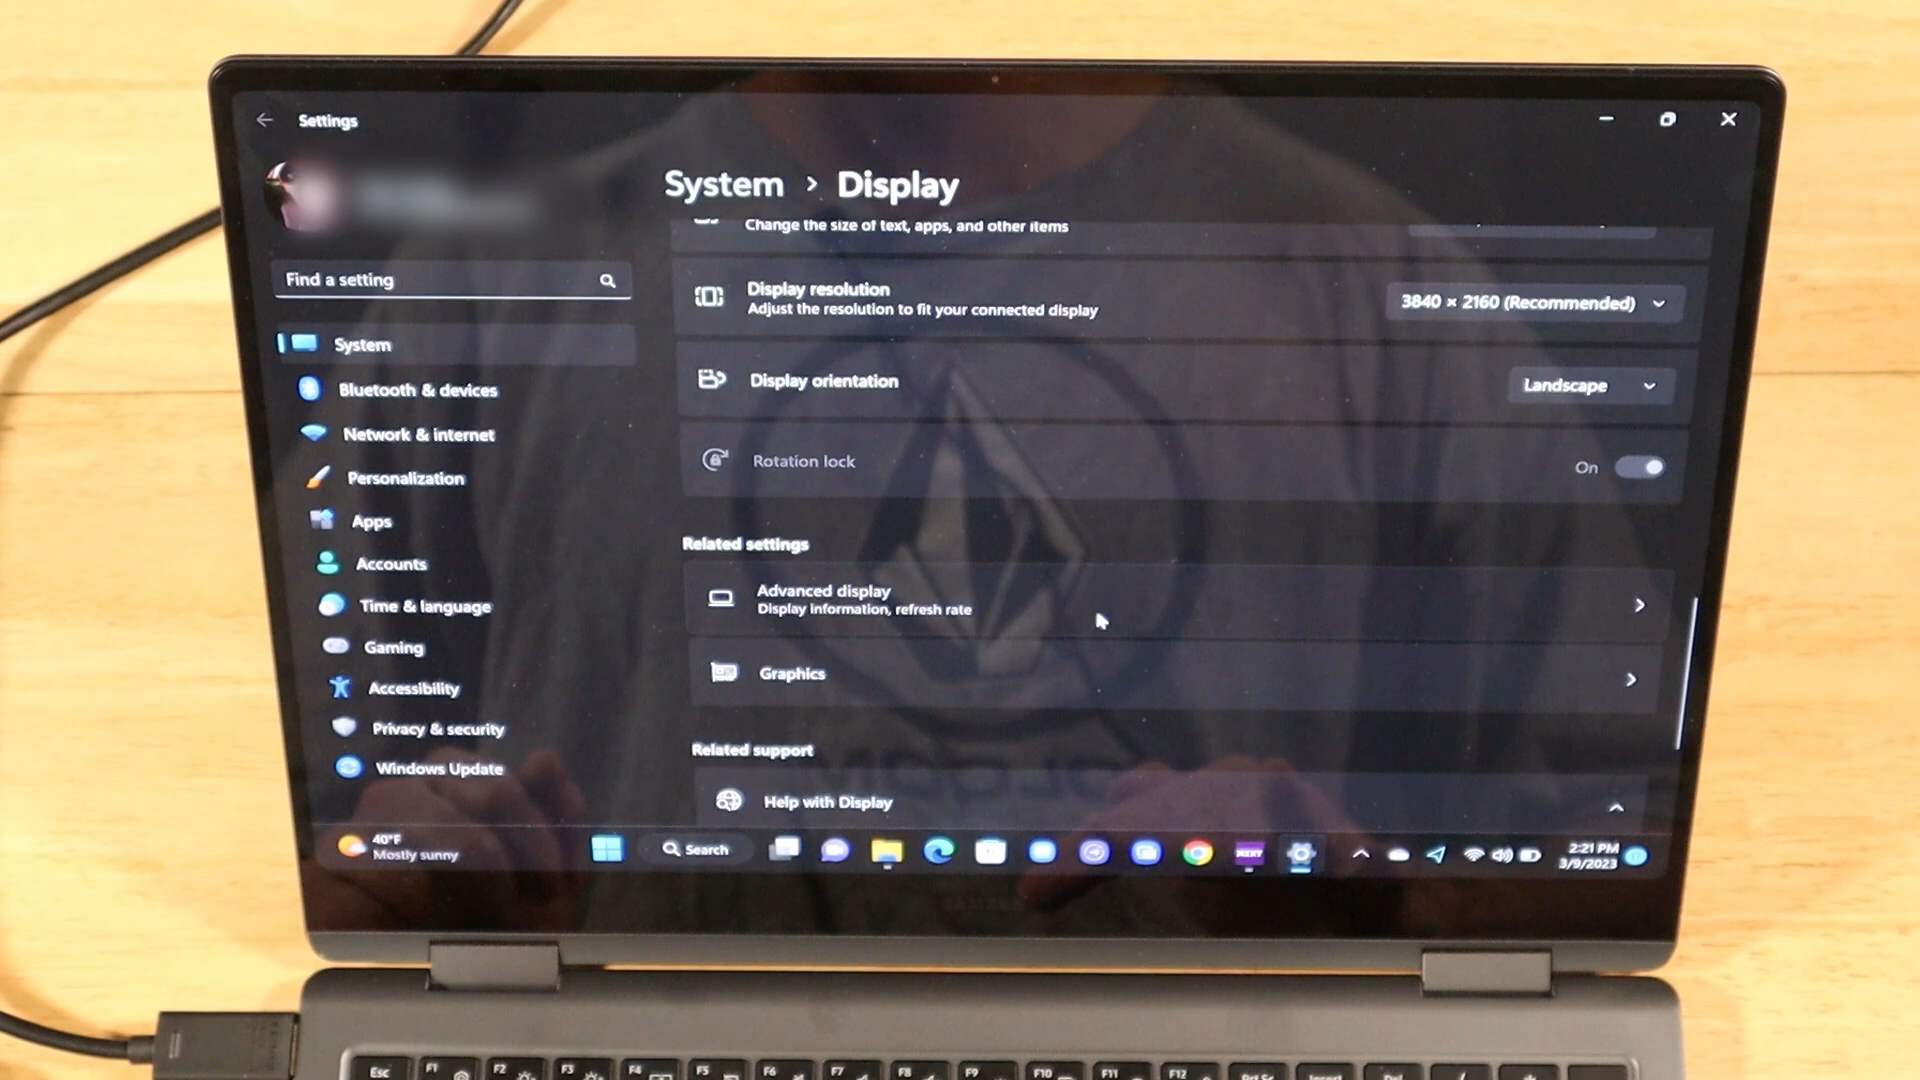 Settings
System > Display
Change the size of text, apps, and other items
Find a setting
Display resolution
Adjust the resolution to fit your connected display
3840 × 2160 (Recommended)
System
Display orientation
Landscape
Bluetooth & devices
Network & internet
Rotation lock
On
Personalization
Apps
Related settings
Accounts
Advanced display
Display information, refresh rate
Time & language
Gaming
Graphics
Accessibility
Privacy & security
Related support
Windows Update
Help with Display
40°F
Mostly sunny
Search
2:21 PM
3/9/2023
Esc
F1
F2
F3
F4
F5
F6
F7
F8
F9
F10
F11
F12
PrtSc
Insert
Del